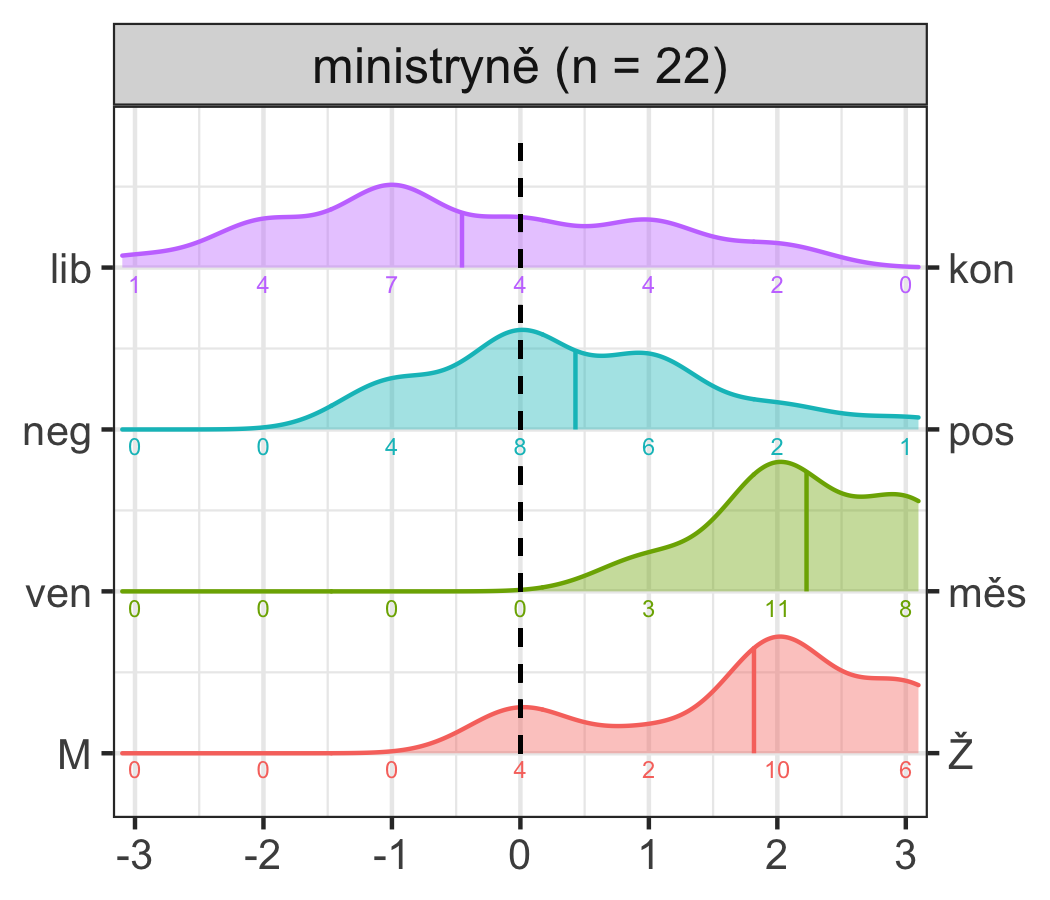 ministryně (n = 22)
lib kon
1 4 7 4 4 2 0
neg pos
0 0 4 8 6 2 1
ven měs
0 0 0 0 3 11 8
M Ž
0 0 0 4 2 10 6
-3 -2 -1 0 1 2 3